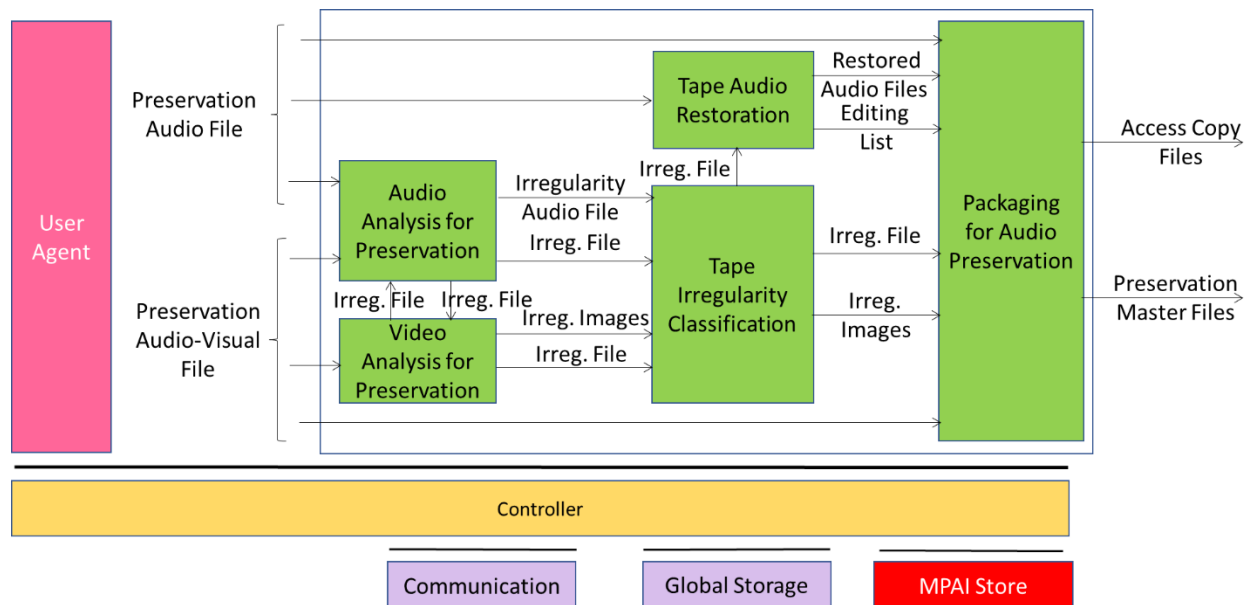 User
Agent
Preservation
Audio File
Preservation
Audio-Visual
File
Audio
Analysis for
Preservation
Irreg. File
Irreg. File
Video
Analysis for
Preservation
Irregularity
Audio File
Irreg. File
Irreg. Images
Irreg. File
Tape Audio
Restoration
Irreg. File
Tape
Irregularity
Classification
Restored
Audio Files
Editing
List
Irreg. File
Irreg.
Images
Packaging
for Audio
Preservation
Access Copy
Files
Preservation
Master Files
Controller
Communication
Global Storage
MPAI Store